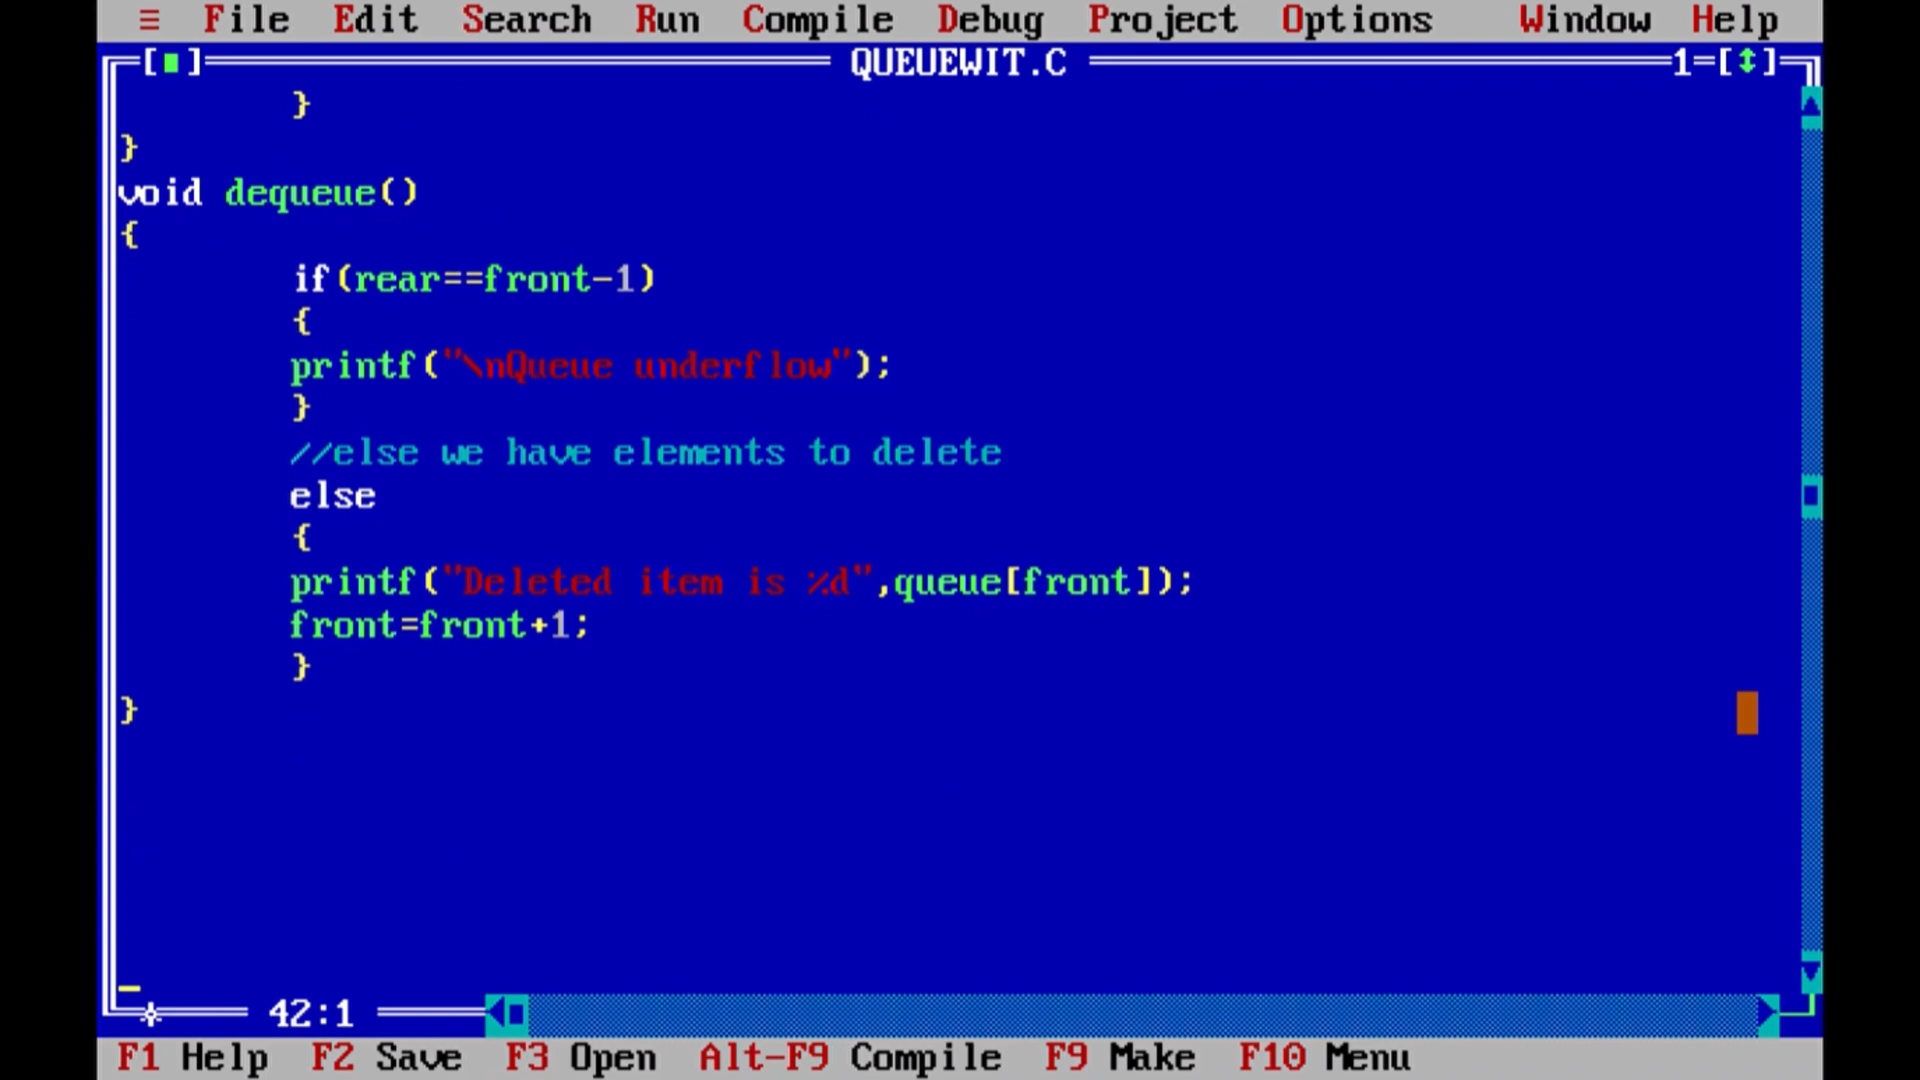 ≡ File Edit Search Run Compile Debug Project Options Window Help
[■] QUEUEWIT.C 1=[↕]
}
}
void dequeue()
{
if(rear==front-1)
{
printf("\nQueue underflow");
}
//else we have elements to delete
else
{
printf("Deleted item is %d",queue[front]);
front=front+1;
}
}
42:1
F1 Help F2 Save F3 Open Alt-F9 Compile F9 Make F10 Menu